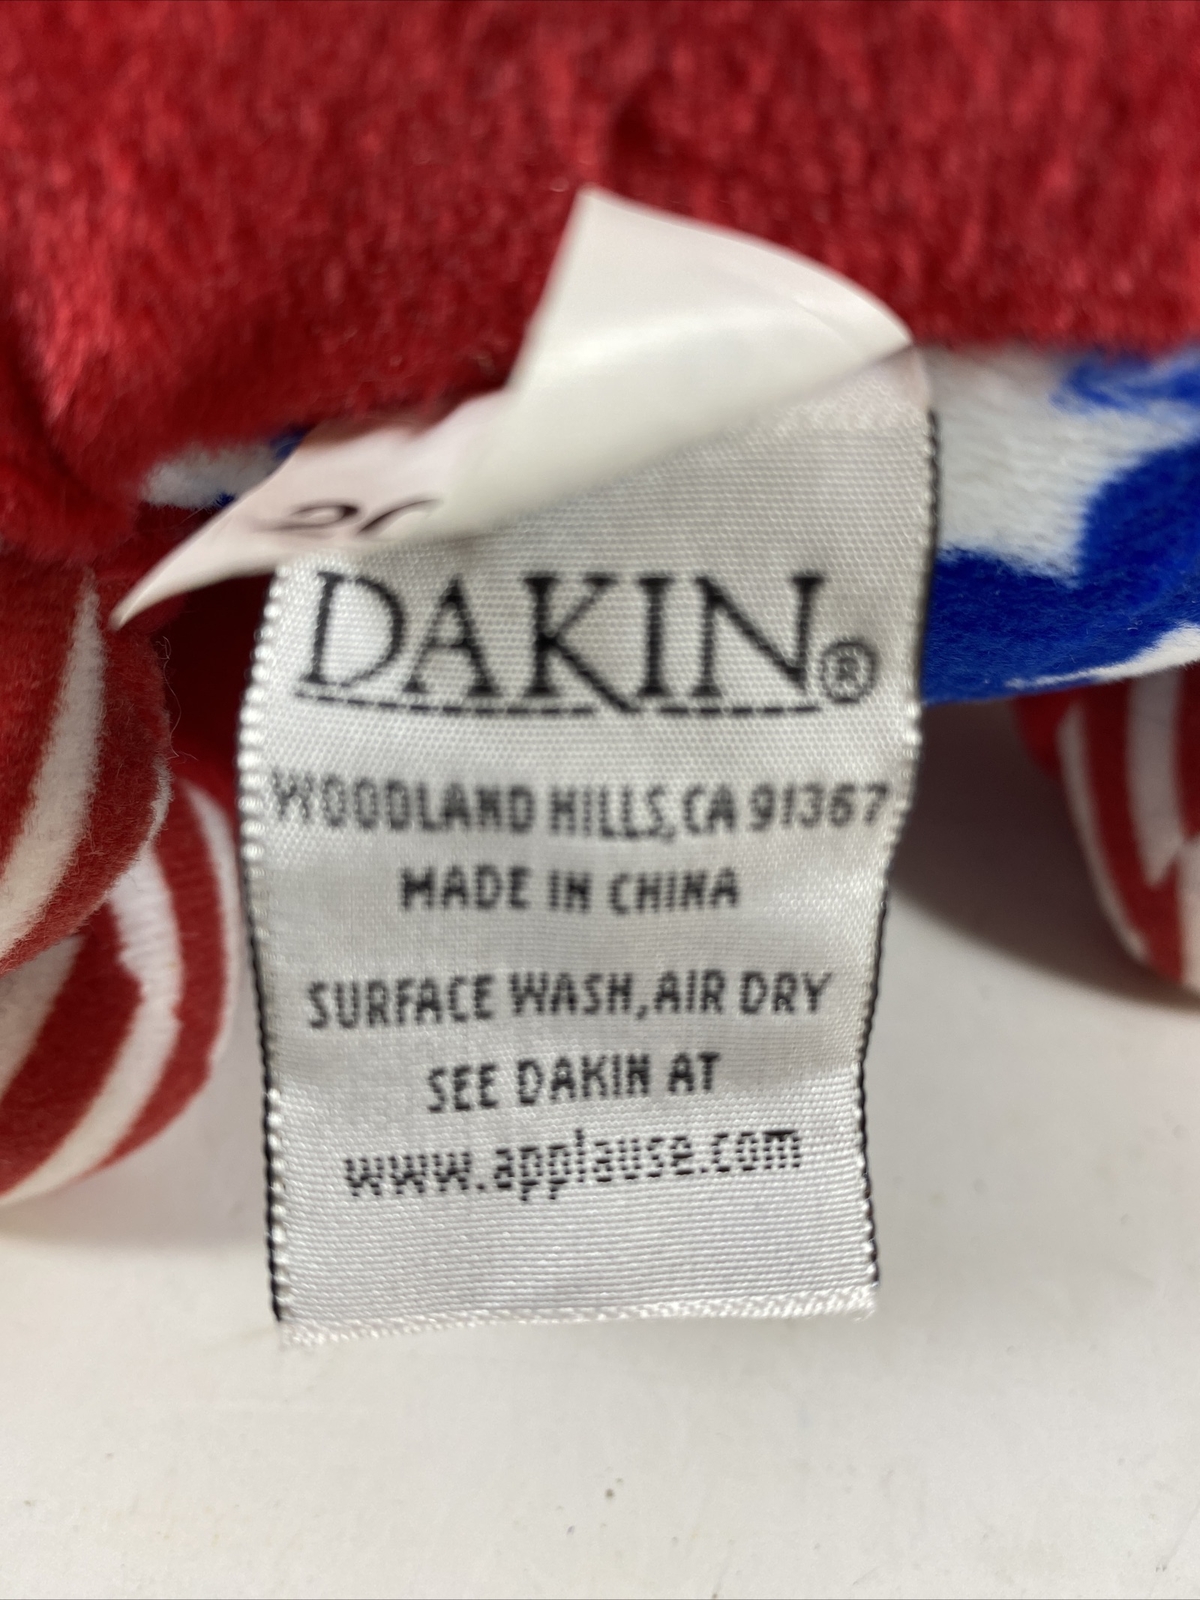 DAKIN®
WOODLAND HILLS, CA 91367
MADE IN CHINA
SURFACE WASH, AIR DRY
SEE DAKIN AT
www.applause.com